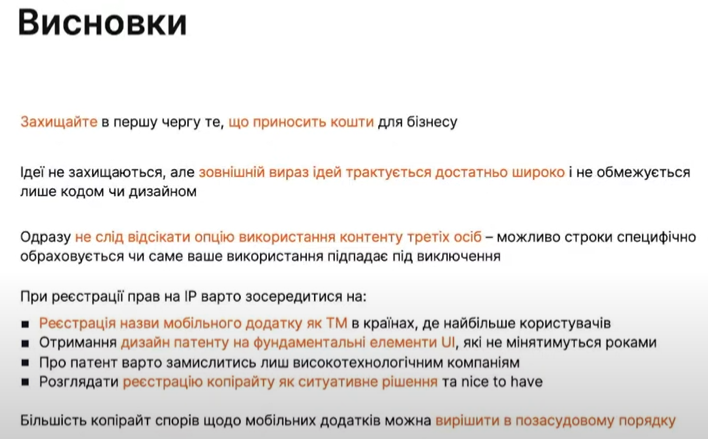 Висновки
Захищайте в першу чергу те, що приносить кошти для бізнесу
Ідеї не захищаються, але зовнішній вираз ідей трактується достатньо широко і не обмежується
лише кодом чи дизайном
Одразу не слід відсікати опцію використання контенту третіх осіб – можливо строки специфічно
обраховується чи саме ваше використання підпадає під виключення
При реєстрації прав на IP варто зосередитися на:
▪ Реєстрація назви мобільного додатку як ТМ в країнах, де найбільше користувачів
▪ Отримання дизайн патенту на фундаментальні елементи UI, які не мінятимуться роками
▪ Про патент варто замислитись лиш високотехнологічним компаніям
▪ Розглядати реєстрацію копірайту як ситуативне рішення та nice to have
Більшість копірайт спорів щодо мобільних додатків можна вирішити в позасудовому порядку